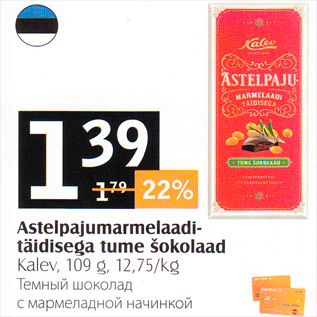 Kalev
ASTELPAJU-
MARMELAADI
TÄIDISEGA
TUME ŠOKOLAAD
1 39
1 79
22%
Astelpajumarmelaadi-
täidisega tume šokolaad
Kalev, 109 g, 12,75/kg
Темный шоколад
с мармеладной начинкой